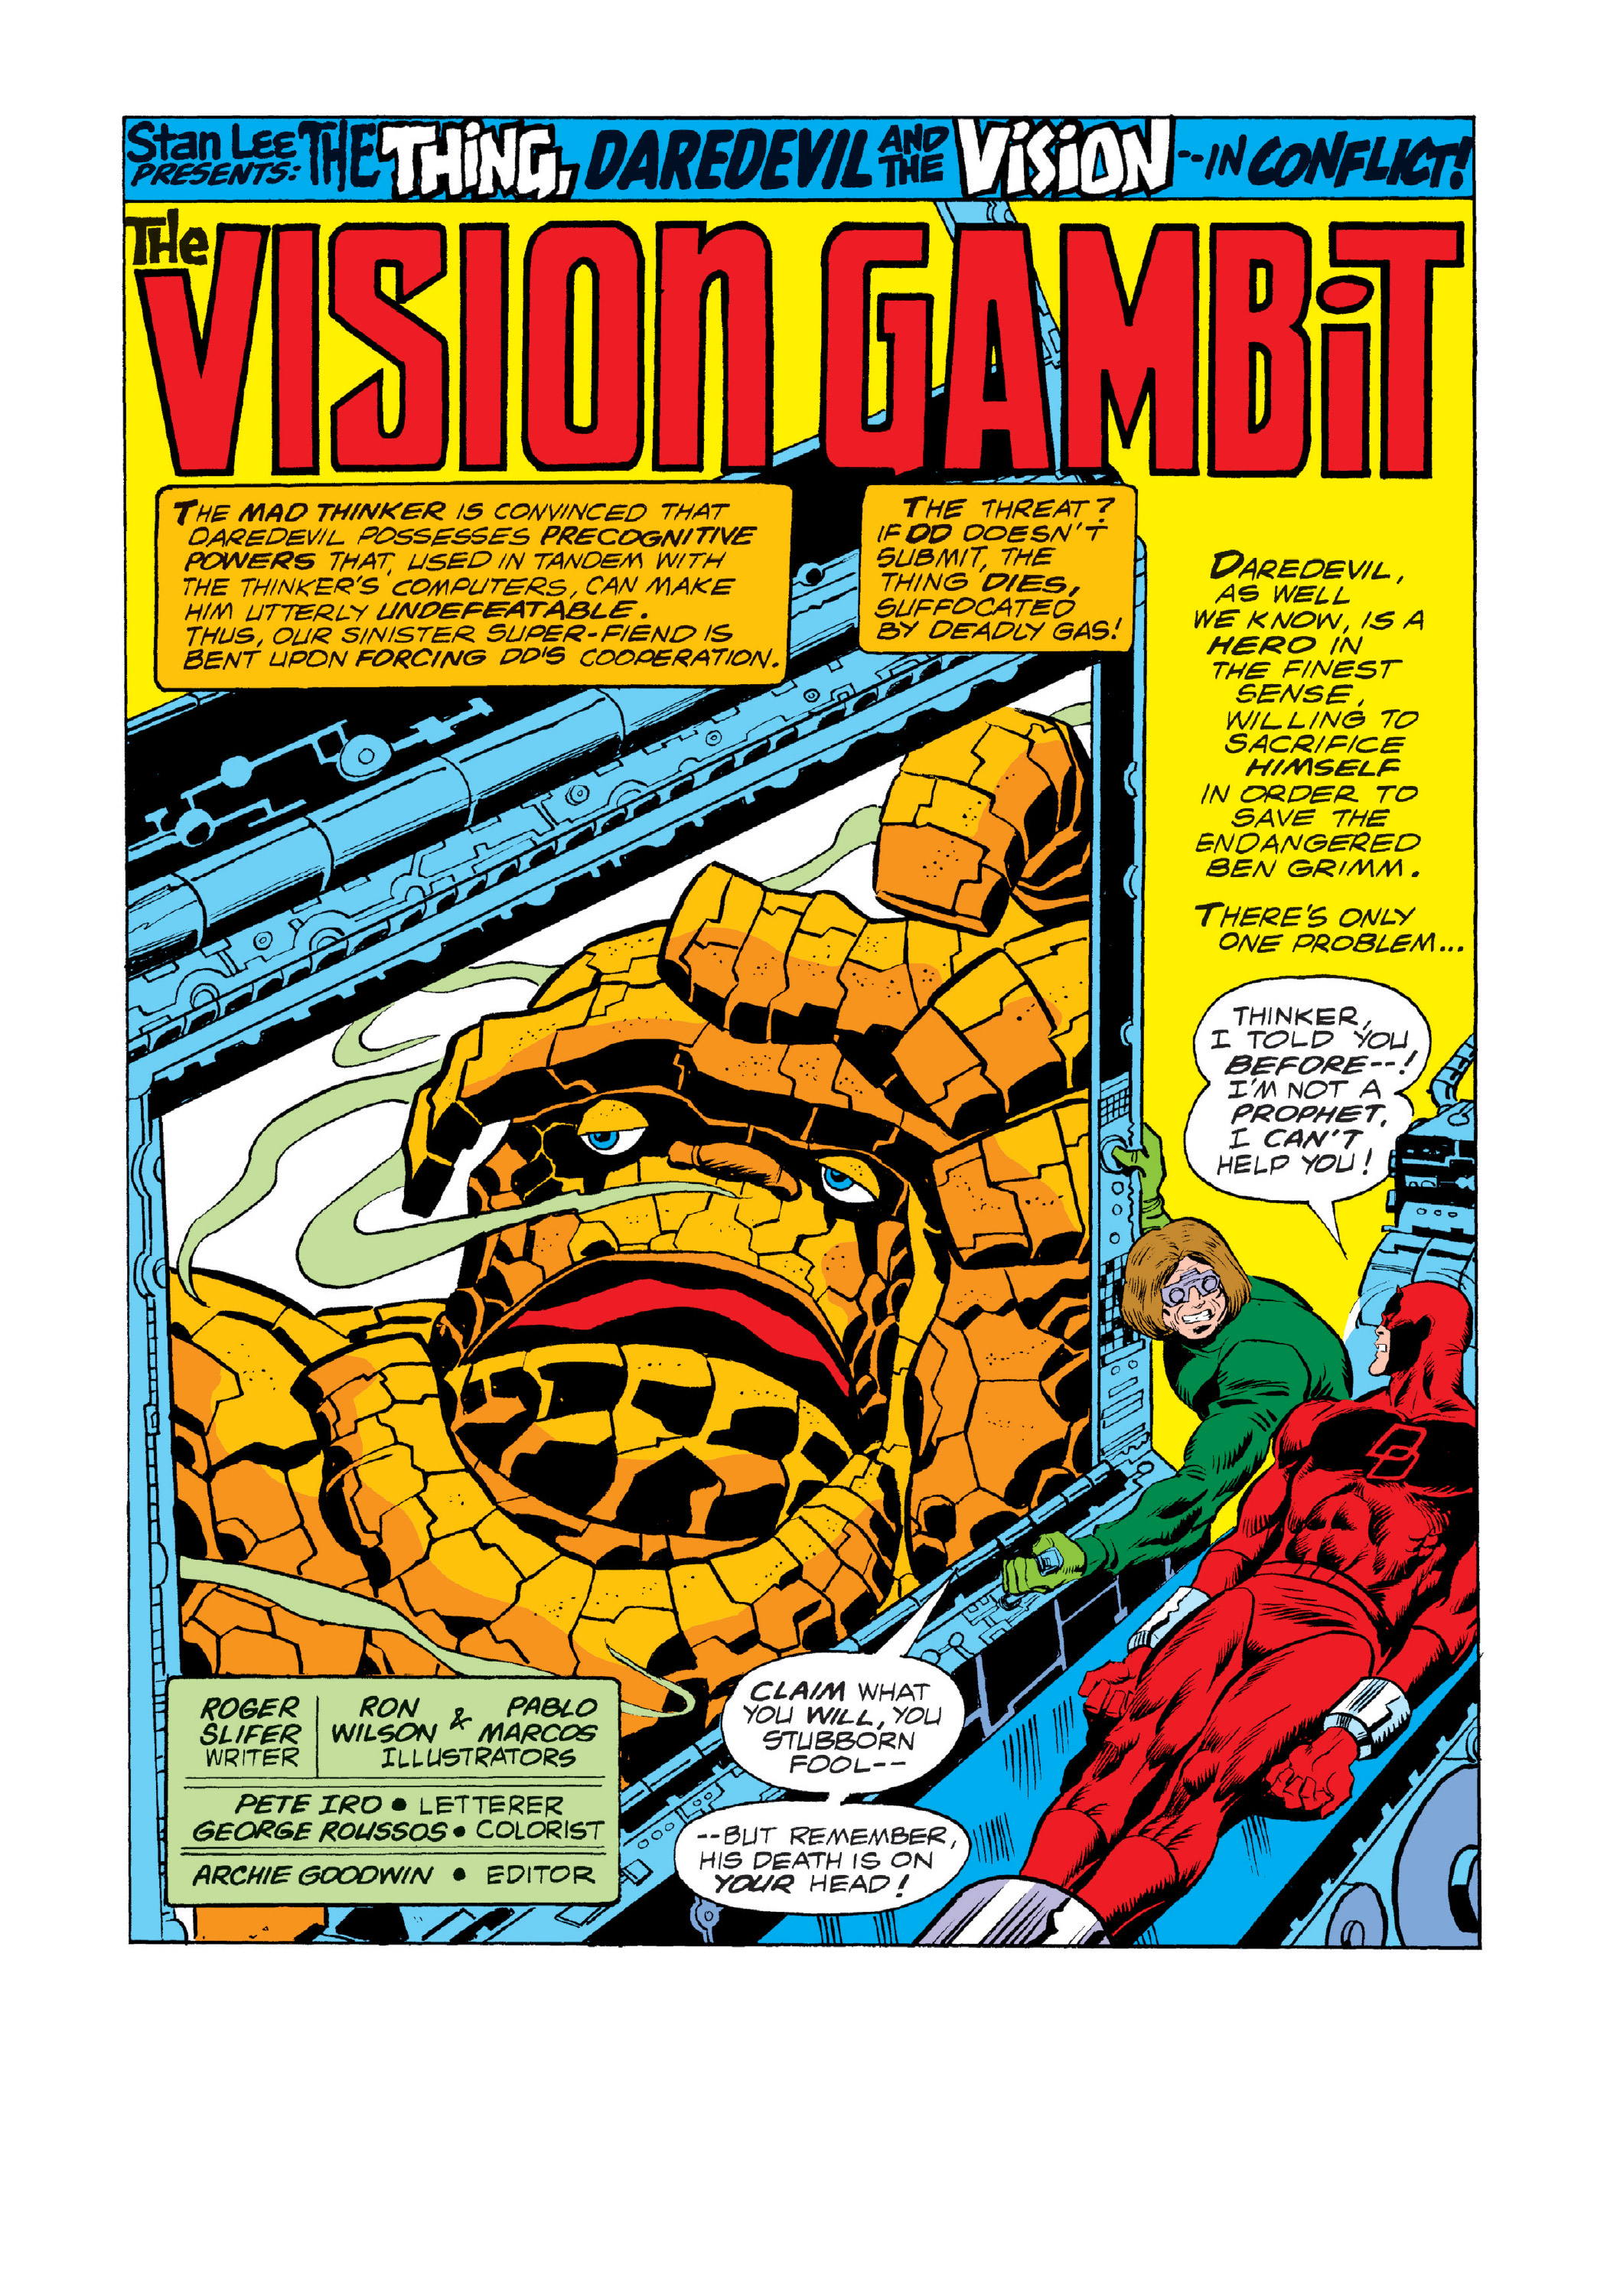 Stan Lee PRESENTS: THE THING, DAREDEVIL AND THE VISION --IN CONFLICT!
THE VISION GAMBIT
THE MAD THINKER IS CONVINCED THAT
DAREDEVIL POSSESSES PRECOGNITIVE
POWERS THAT, USED IN TANDEM WITH
THE THINKER'S COMPUTERS, CAN MAKE
HIM UTTERLY UNDEFEATABLE.
THUS, OUR SINISTER SUPER-FIEND IS
BENT UPON FORCING DD'S COOPERATION.
THE THREAT?
IF DD DOESN'T
SUBMIT, THE
THING DIES,
SUFFOCATED
BY DEADLY GAS!
DAREDEVIL,
AS WELL
WE KNOW, IS A
HERO IN
THE FINEST
SENSE,
WILLING TO
SACRIFICE
HIMSELF
IN ORDER TO
SAVE THE
ENDANGERED
BEN GRIMM.
THERE'S ONLY
ONE PROBLEM...
THINKER,
I TOLD YOU
BEFORE--!
I'M NOT A
PROPHET.
I CAN'T
HELP YOU!
CLAIM WHAT
YOU WILL, YOU
STUBBORN
FOOL--
--BUT REMEMBER,
HIS DEATH IS ON
YOUR HEAD!
DD
ROGER
SLIFER
WRITER
RON & PABLO
WILSON MARCOS
ILLUSTRATORS
PETE IRO • LETTERER
GEORGE ROUSSOS • COLORIST
ARCHIE GOODWIN • EDITOR